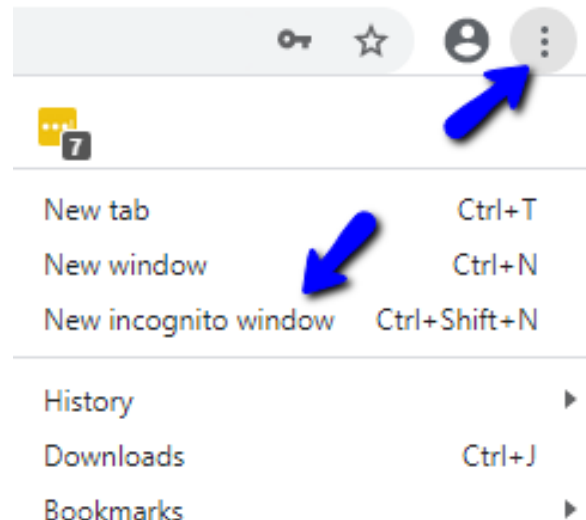 7
New tab Ctrl+T
New window Ctrl+N
New incognito window Ctrl+Shift+N
History
Downloads Ctrl+J
Bookmarks